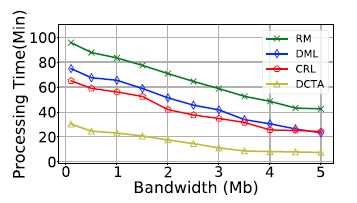 Processing Time(Min)
100
80
60
40
20
0
RM
DML
CRL
DCTA
0 1 2 3 4 5
Bandwidth (Mb)